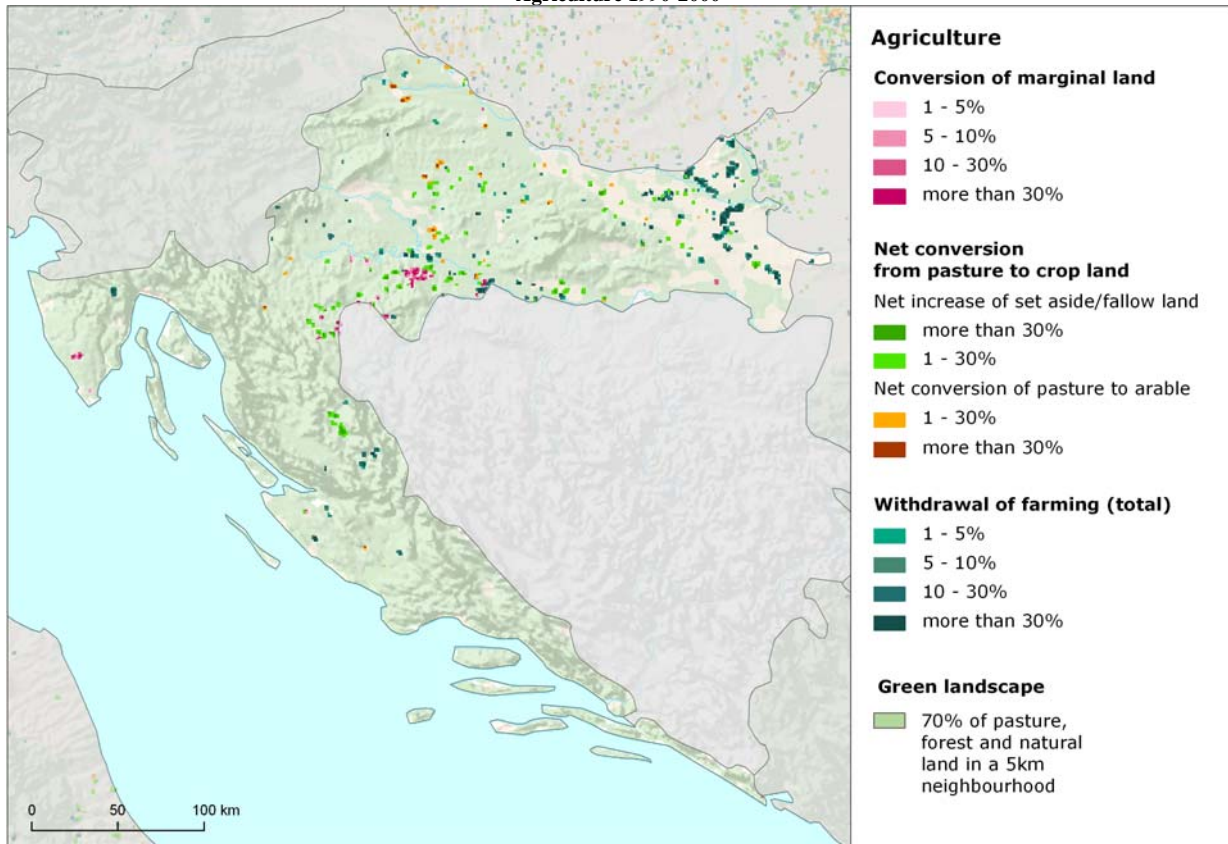 Agriculture 1990-2000
Agriculture
Conversion of marginal land
1 - 5%
5 - 10%
10 - 30%
more than 30%
Net conversion
from pasture to crop land
Net increase of set aside/fallow land
more than 30%
1 - 30%
Net conversion of pasture to arable
1 - 30%
more than 30%
Withdrawal of farming (total)
1 - 5%
5 - 10%
10 - 30%
more than 30%
Green landscape
70% of pasture,
forest and natural
land in a 5km
neighbourhood
0 50 100 km